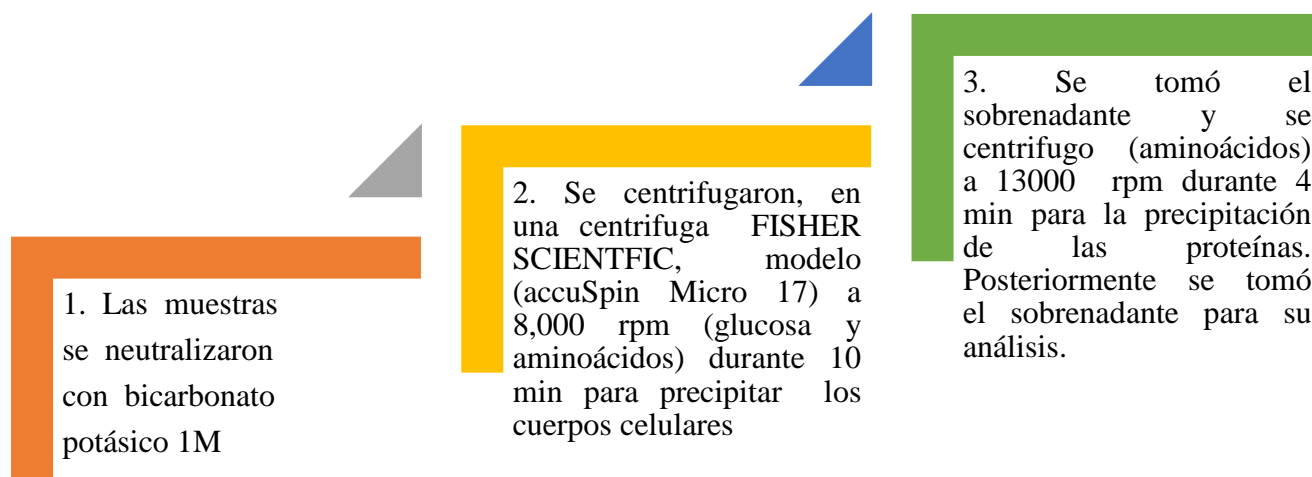 1. Las muestras
se neutralizaron
con bicarbonato
potásico 1M
2. Se centrifugaron, en
una centrifuga FISHER
SCIENTFIC, modelo
(accuSpin Micro 17) a
8,000 rpm (glucosa y
aminoácidos) durante 10
min para precipitar los
cuerpos celulares
3. Se tomó el
sobrenadante y se
centrifugo (aminoácidos)
a 13000 rpm durante 4
min para la precipitación
de las proteínas.
Posteriormente se tomó
el sobrenadante para su
análisis.